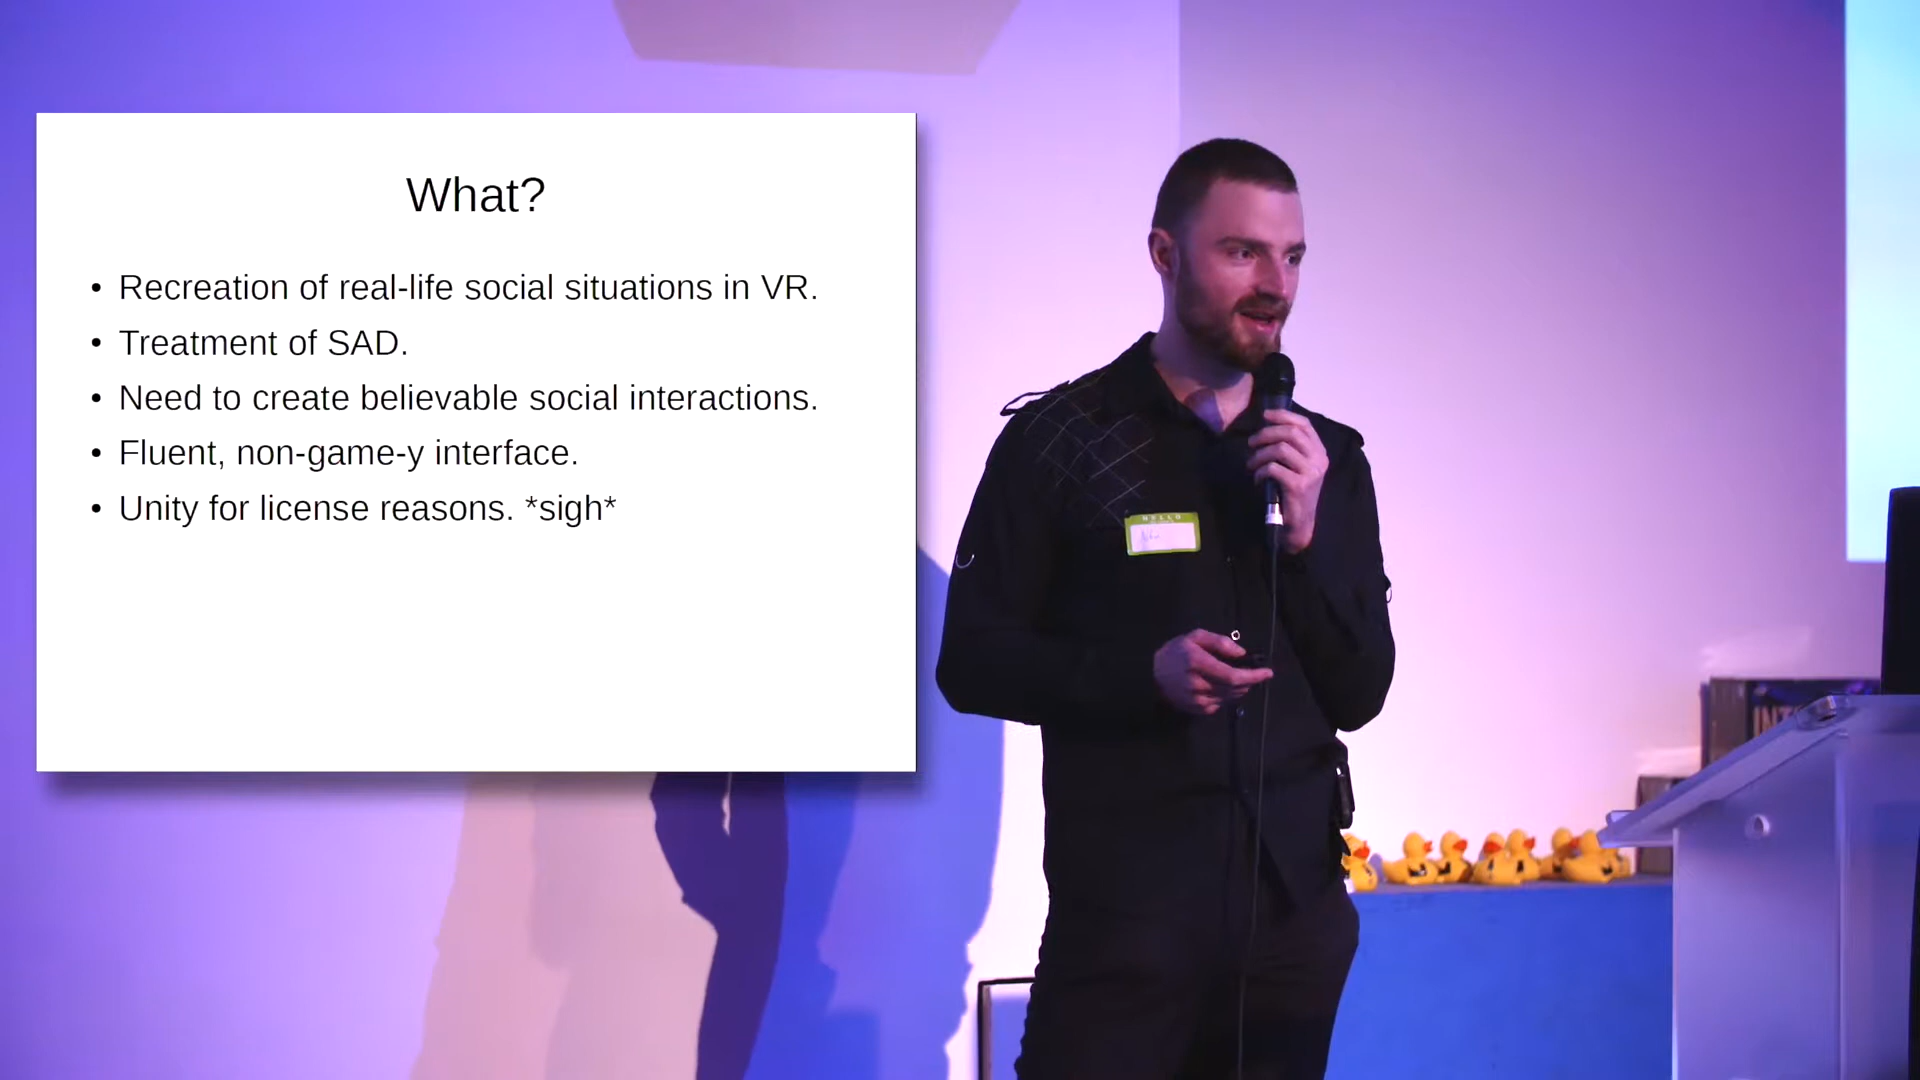 What?
• Recreation of real-life social situations in VR.
• Treatment of SAD.
• Need to create believable social interactions.
• Fluent, non-game-y interface.
• Unity for license reasons. *sigh*
HELLO